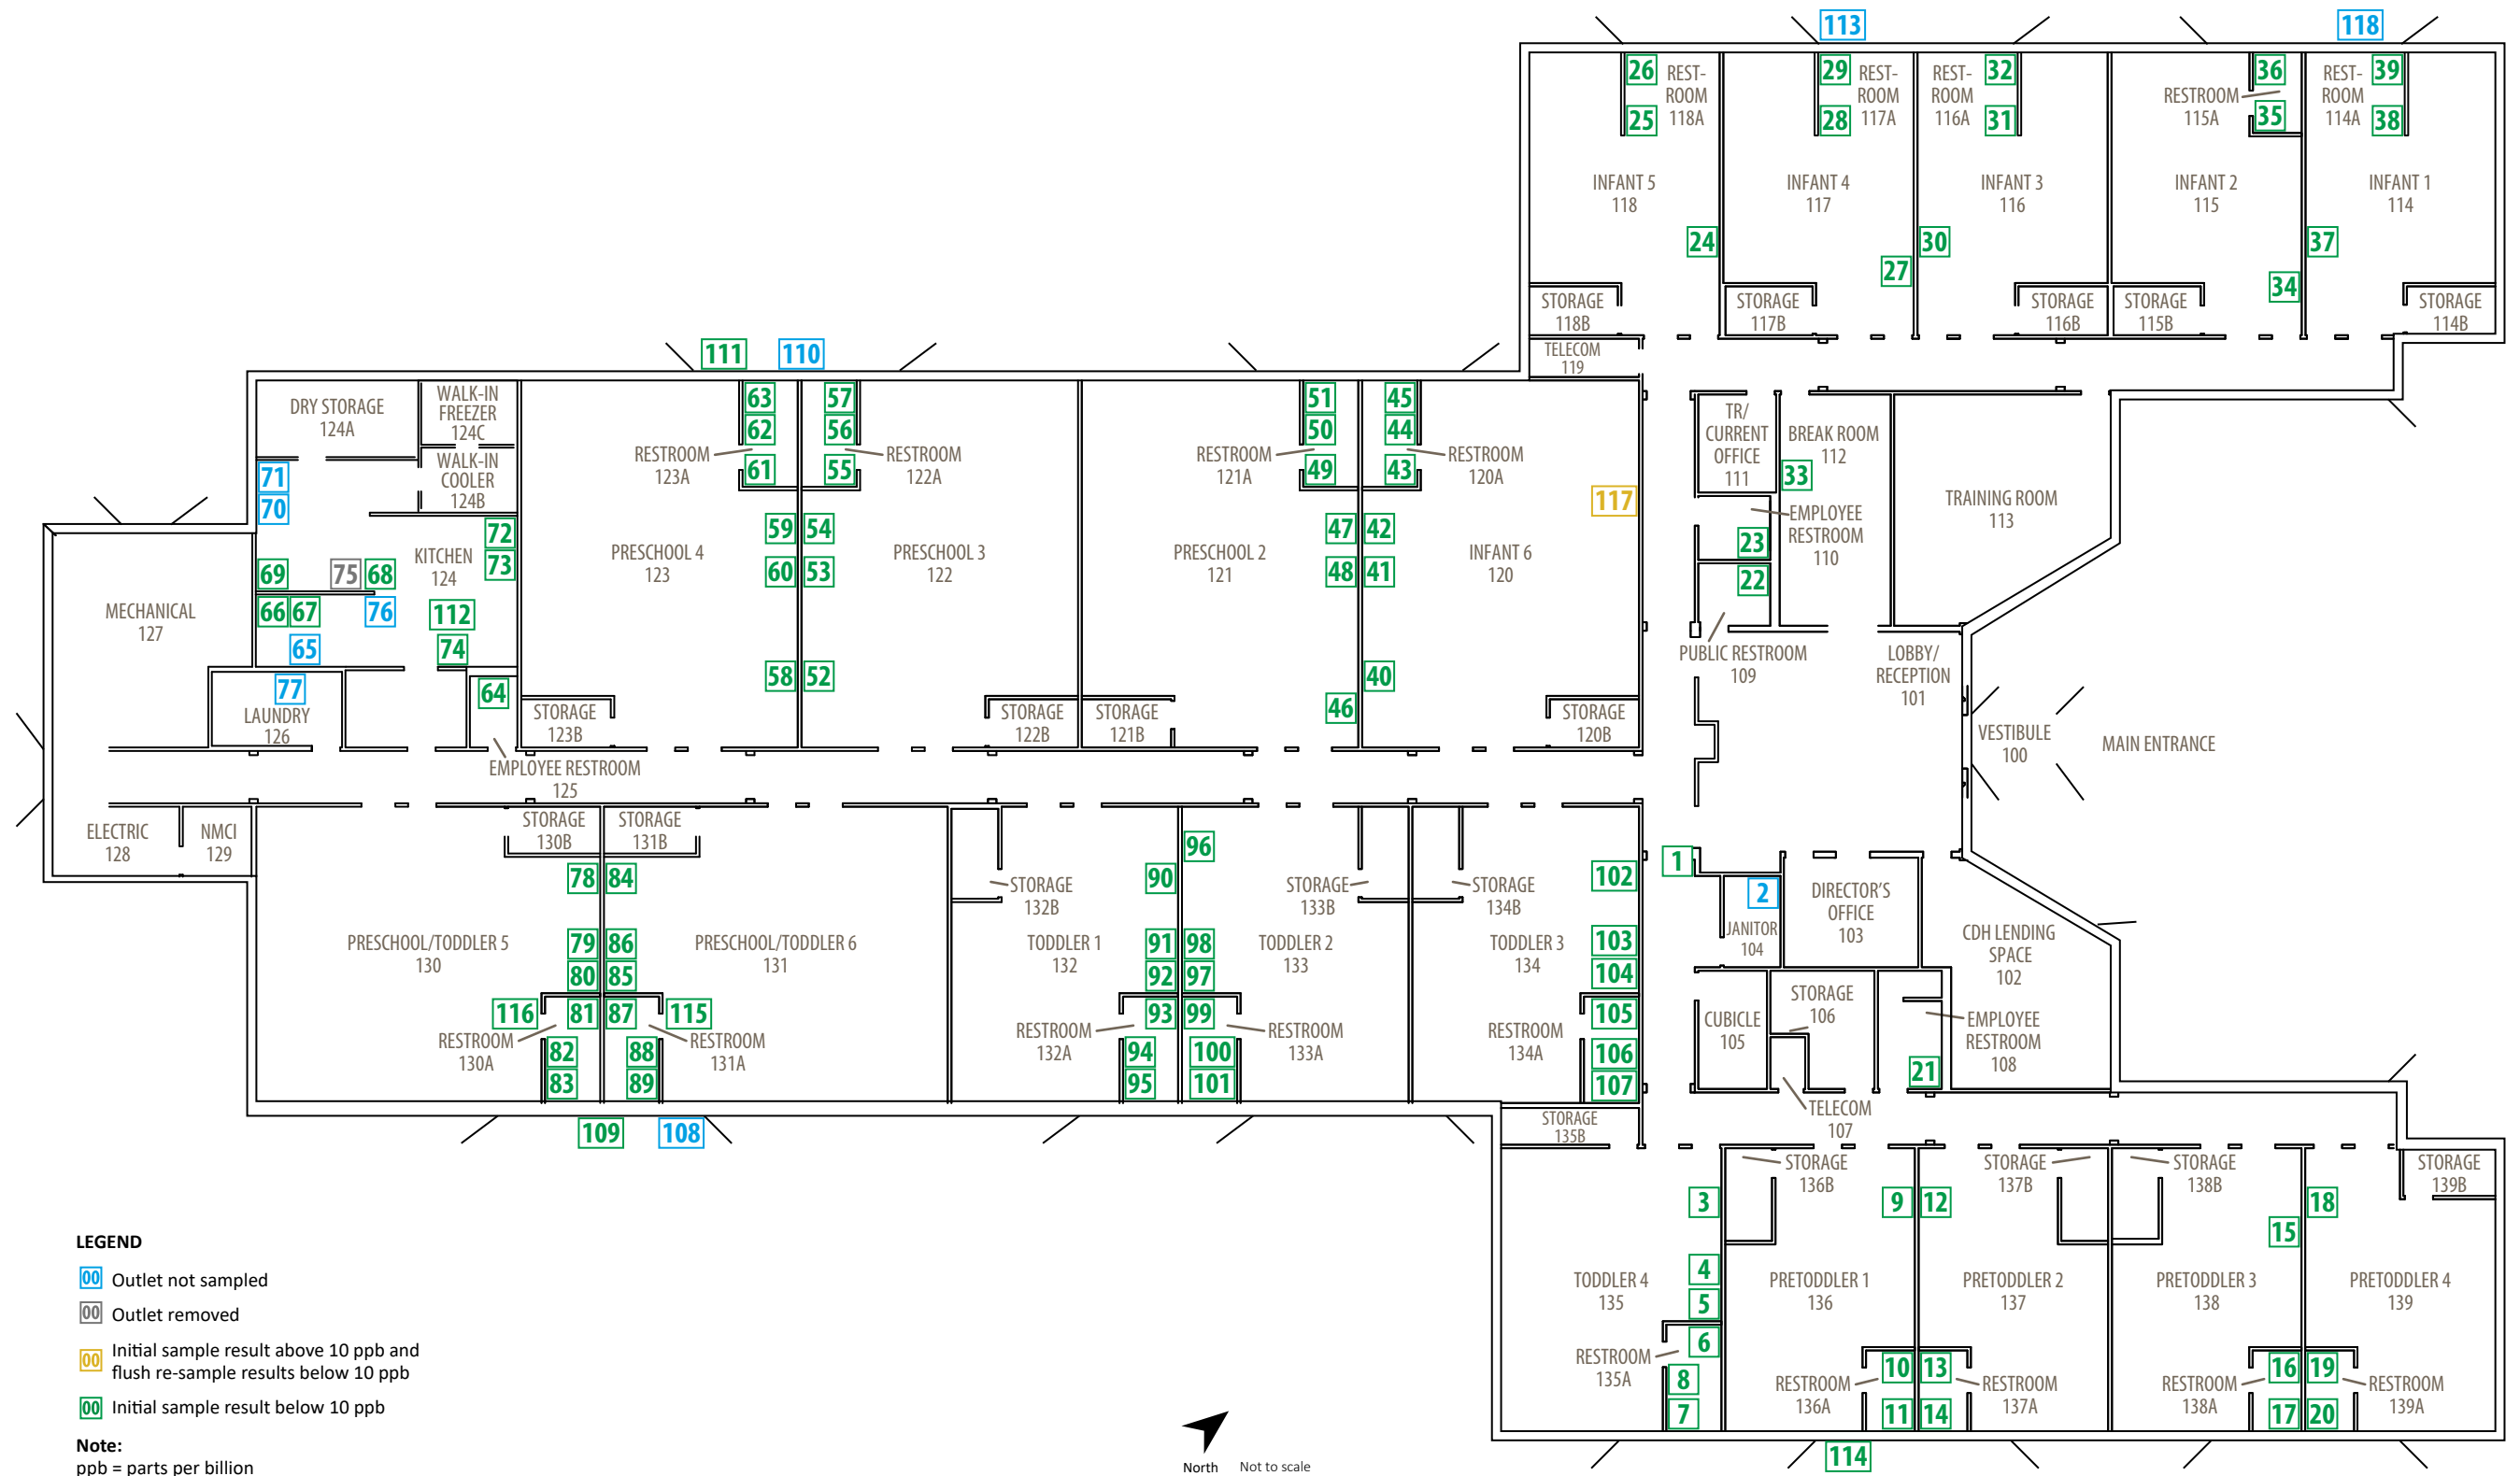 113
118
26
REST-
ROOM
118A
25
29
REST-
ROOM
117A
28
REST-
ROOM
116A
32
31
RESTROOM
115A
36
35
REST-
ROOM
114A
39
38
INFANT 5
118
INFANT 4
117
INFANT 3
116
INFANT 2
115
INFANT 1
114
24
27
30
34
37
STORAGE
118B
STORAGE
117B
STORAGE
116B
STORAGE
115B
STORAGE
114B
TELECOM
119
111
110
DRY STORAGE
124A
WALK-IN
FREEZER
124C
WALK-IN
COOLER
124B
71
70
72
73
KITCHEN
124
69
75
68
66
67
76
112
65
74
MECHANICAL
127
77
LAUNDRY
126
64
EMPLOYEE RESTROOM
125
63
62
61
RESTROOM
123A
57
56
55
RESTROOM
122A
59
54
60
53
PRESCHOOL 4
123
PRESCHOOL 3
122
58
52
STORAGE
123B
STORAGE
122B
51
50
49
RESTROOM
121A
45
44
43
RESTROOM
120A
117
47
42
48
41
PRESCHOOL 2
121
INFANT 6
120
40
46
STORAGE
121B
STORAGE
120B
TR/
CURRENT
OFFICE
111
BREAK ROOM
112
33
TRAINING ROOM
113
EMPLOYEE
RESTROOM
110
23
22
PUBLIC RESTROOM
109
LOBBY/
RECEPTION
101
VESTIBULE
100
MAIN ENTRANCE
ELECTRIC
128
NMCI
129
STORAGE
130B
STORAGE
131B
78
84
PRESCHOOL/TODDLER 5
130
79
86
80
85
PRESCHOOL/TODDLER 6
131
116
81
87
115
RESTROOM
130A
RESTROOM
131A
82
88
83
89
109
108
STORAGE
132B
90
96
STORAGE
133B
STORAGE
134B
102
TODDLER 1
132
91
98
92
97
TODDLER 2
133
TODDLER 3
134
103
104
93
99
RESTROOM
132A
RESTROOM
133A
94
100
95
101
RESTROOM
134A
105
106
107
1
2
JANITOR
104
DIRECTOR'S
OFFICE
103
CDH LENDING
SPACE
102
CUBICLE
105
STORAGE
106
EMPLOYEE
RESTROOM
108
21
TELECOM
107
STORAGE
135B
STORAGE
136B
STORAGE
137B
STORAGE
138B
STORAGE
139B
3
9
12
15
18
4
5
TODDLER 4
135
PRETODDLER 1
136
PRETODDLER 2
137
PRETODDLER 3
138
PRETODDLER 4
139
6
RESTROOM
135A
8
7
RESTROOM
136A
10
11
13
14
RESTROOM
137A
RESTROOM
138A
16
17
19
20
RESTROOM
139A
114
LEGEND
00 Outlet not sampled
00 Outlet removed
00 Initial sample result above 10 ppb and
flush re-sample results below 10 ppb
00 Initial sample result below 10 ppb
Note:
ppb = parts per billion
North Not to scale